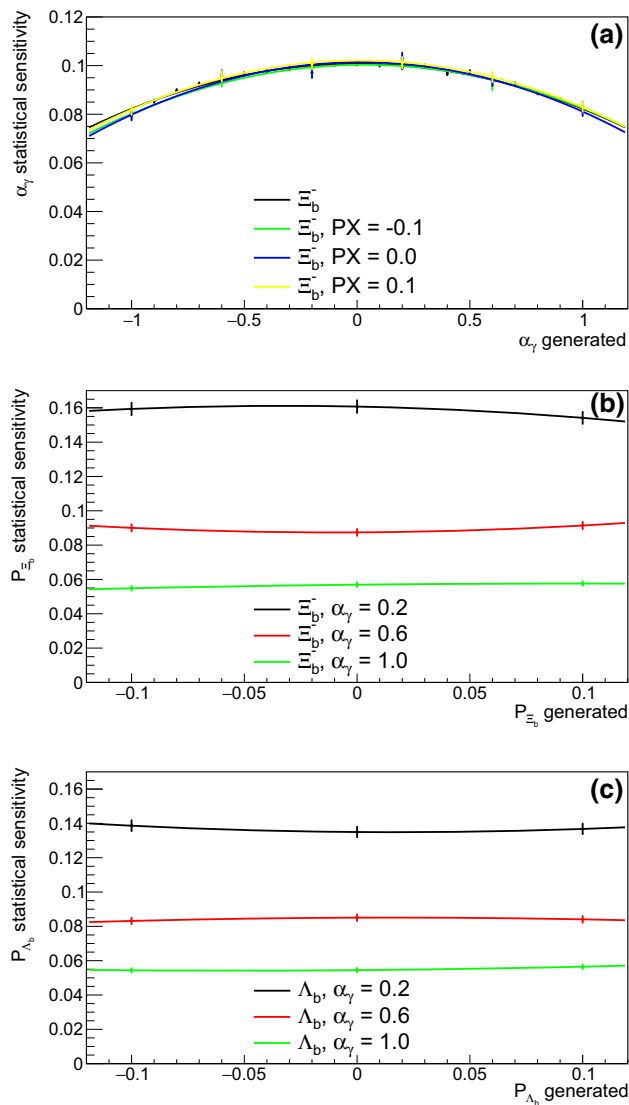 (a)
α_γ statistical sensitivity
0.12
0.1
0.08
0.06
0.04
0.02
0
Ξ_b^-
Ξ_b^-, PX = -0.1
Ξ_b^-, PX = 0.0
Ξ_b^-, PX = 0.1
−1 −0.5 0 0.5 1
α_γ generated
(b)
P_Ξ_b^- statistical sensitivity
0.16
0.14
0.12
0.1
0.08
0.06
0.04
0.02
0
Ξ_b^-, α_γ = 0.2
Ξ_b^-, α_γ = 0.6
Ξ_b^-, α_γ = 1.0
−0.1 −0.05 0 0.05 0.1
P_Ξ_b generated
(c)
P_Λ_b statistical sensitivity
0.16
0.14
0.12
0.1
0.08
0.06
0.04
0.02
0
Λ_b, α_γ = 0.2
Λ_b, α_γ = 0.6
Λ_b, α_γ = 1.0
−0.1 −0.05 0 0.05 0.1
P_Λ_b generated